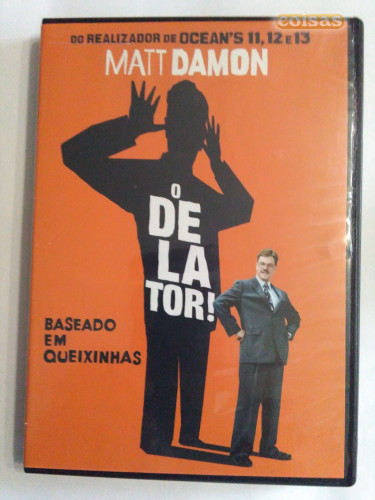 coisas
DO REALIZADOR DE OCEAN'S 11, 12 E 13
MATT DAMON
O
DE
LA
TOR!
BASEADO
EM
QUEIXINHAS